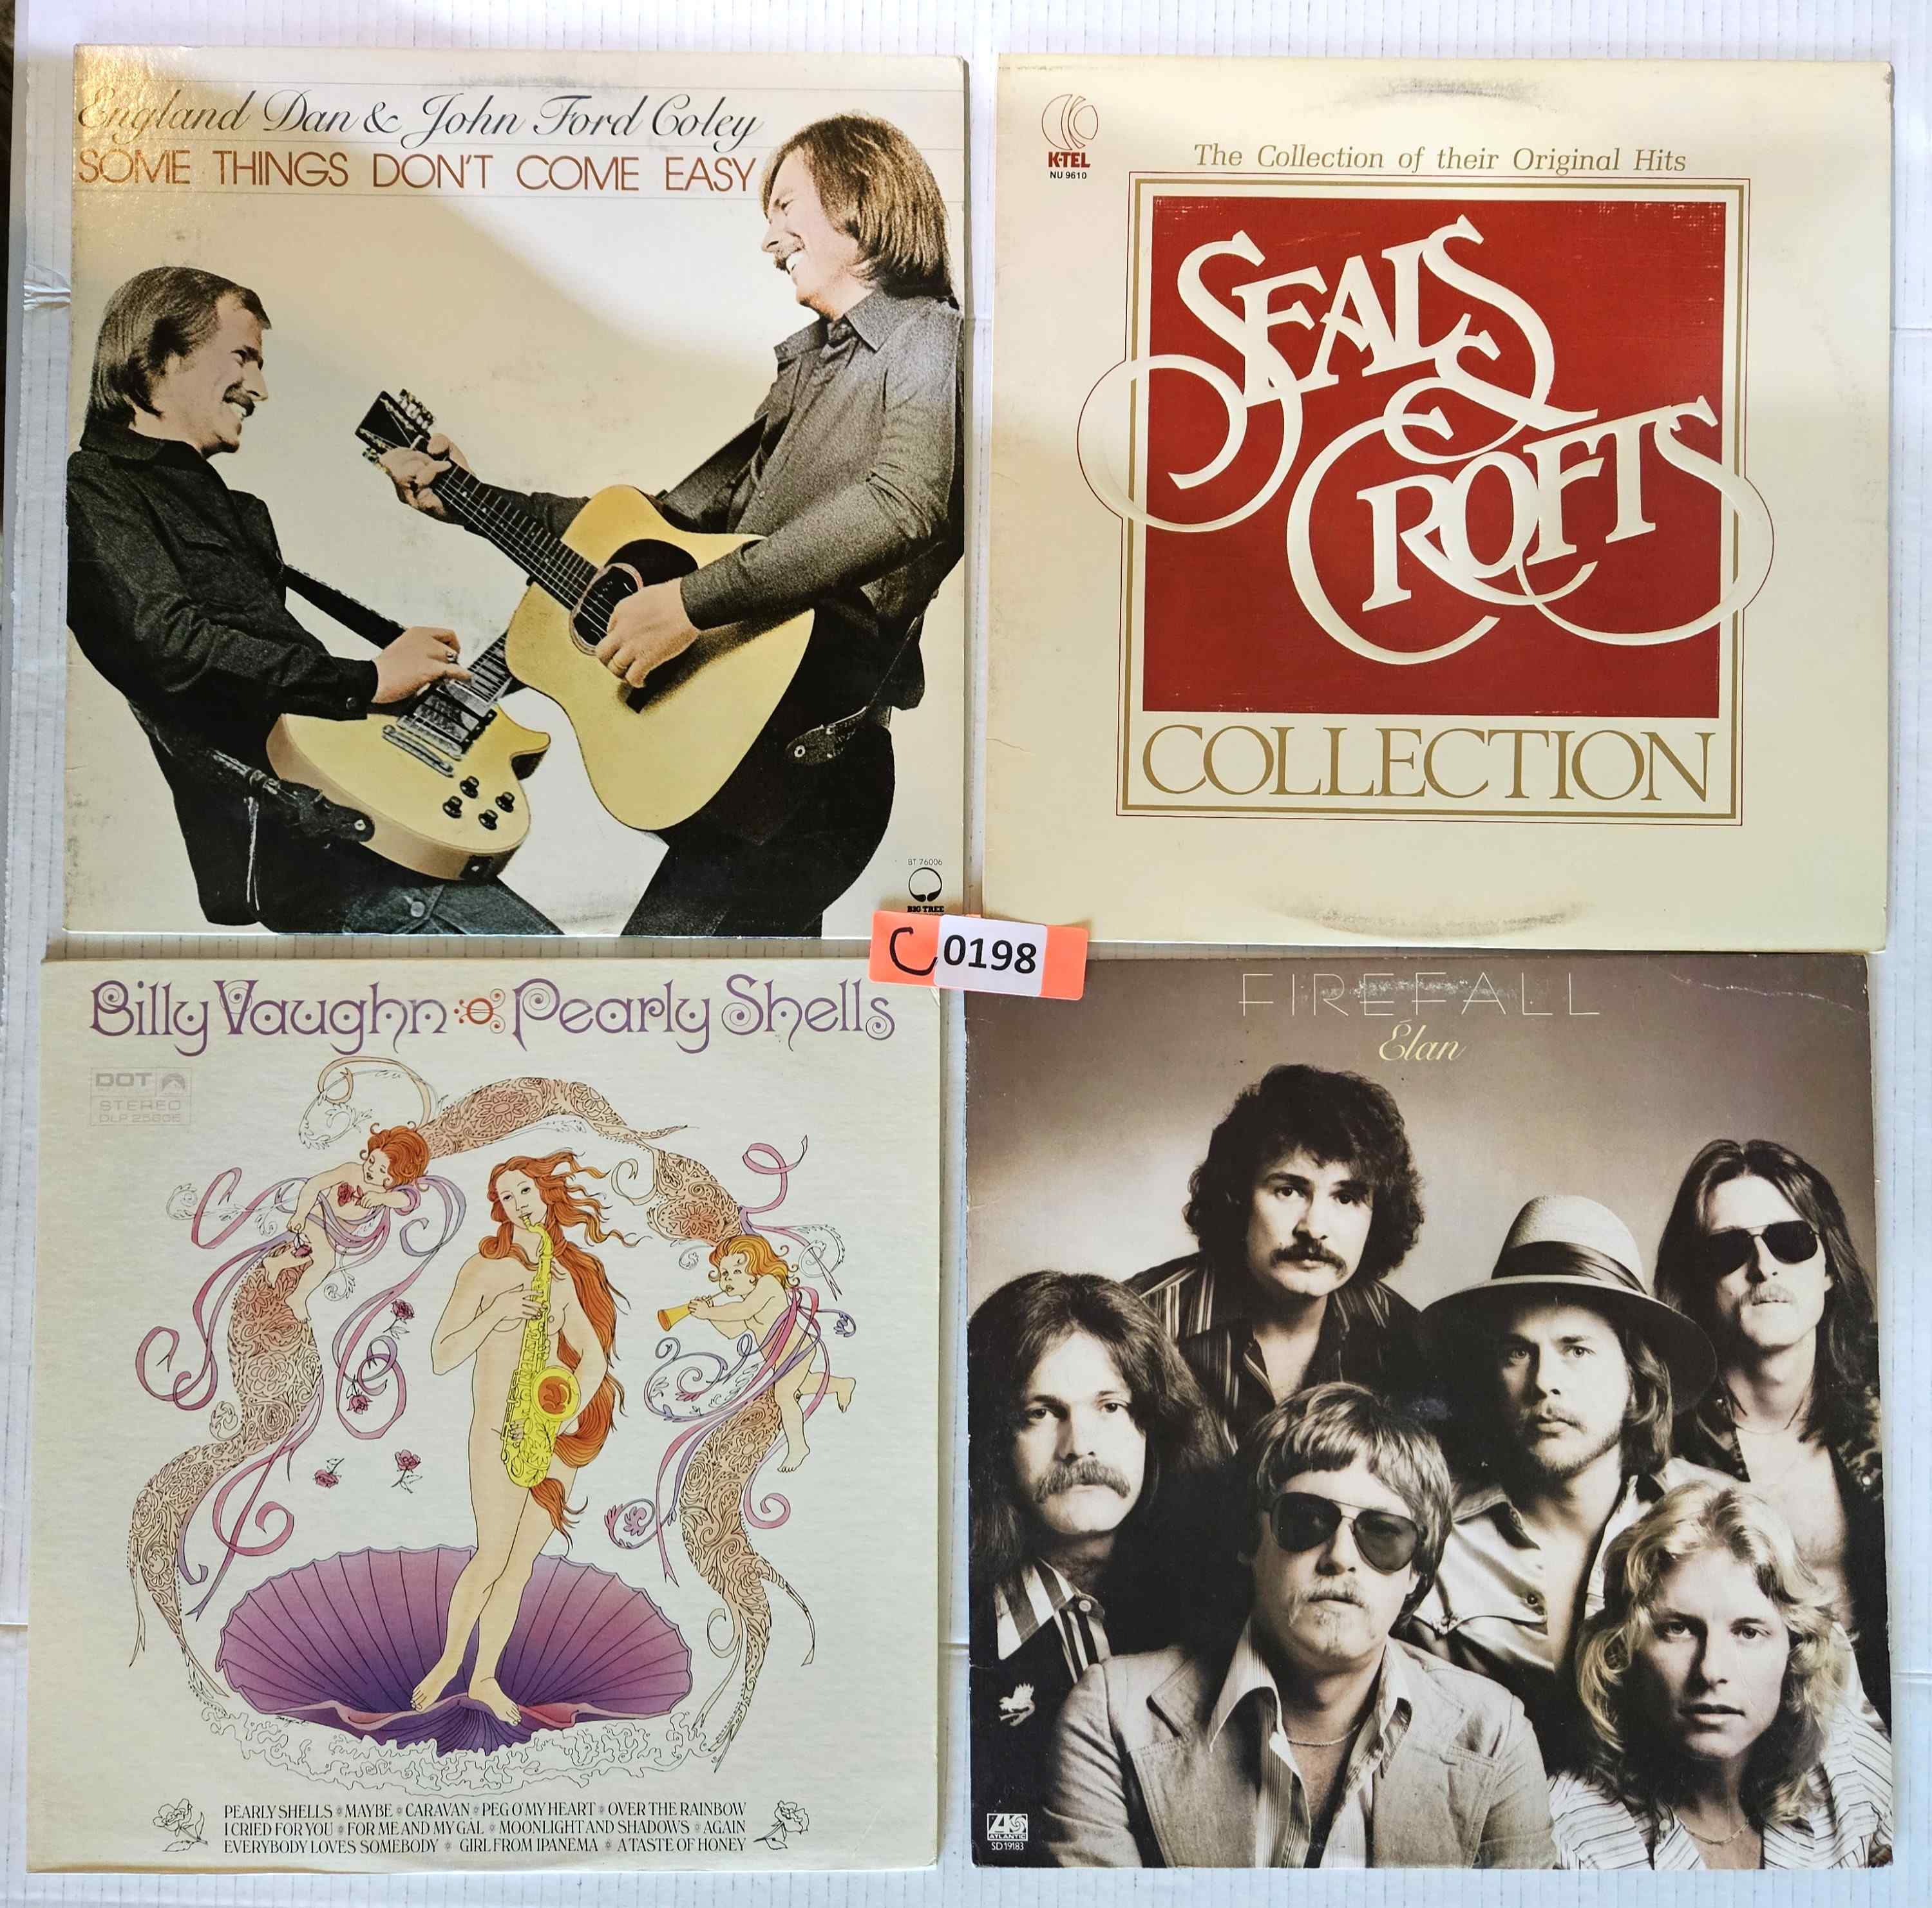 England Dan & John Ford Coley
SOME THINGS DON'T COME EASY
BT 76006
BIG TREE
K-TEL
NU 9610
The Collection of their Original Hits
SEALS
&
CROFTS
COLLECTION
C 0198
Billy Vaughn Pearly Shells
DOT
STEREO
PEARLY SHELLS * MAYBE * CARAVAN * PEG O' MY HEART * OVER THE RAINBOW
I CRIED FOR YOU * FOR ME AND MY GAL * MOONLIGHT AND SHADOWS * AGAIN
EVERYBODY LOVES SOMEBODY * GIRL FROM IPANEMA * A TASTE OF HONEY
FIREFALL
Élan
ATLANTIC
SD 19183